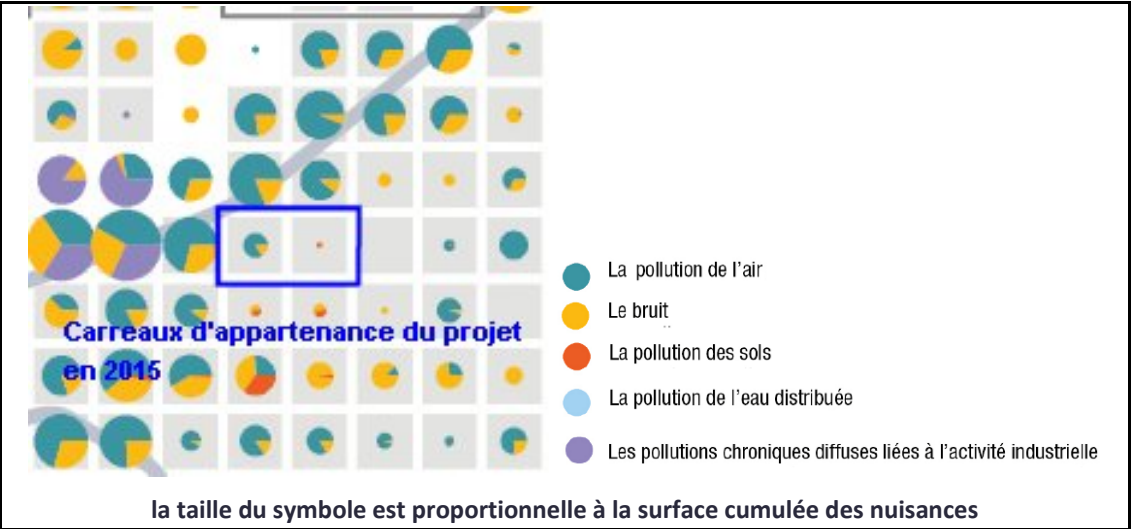 Carreaux d'appartenance du projet
en 2015
La pollution de l'air
Le bruit
La pollution des sols
La pollution de l'eau distribuée
Les pollutions chroniques diffuses liées à l'activité industrielle
la taille du symbole est proportionnelle à la surface cumulée des nuisances